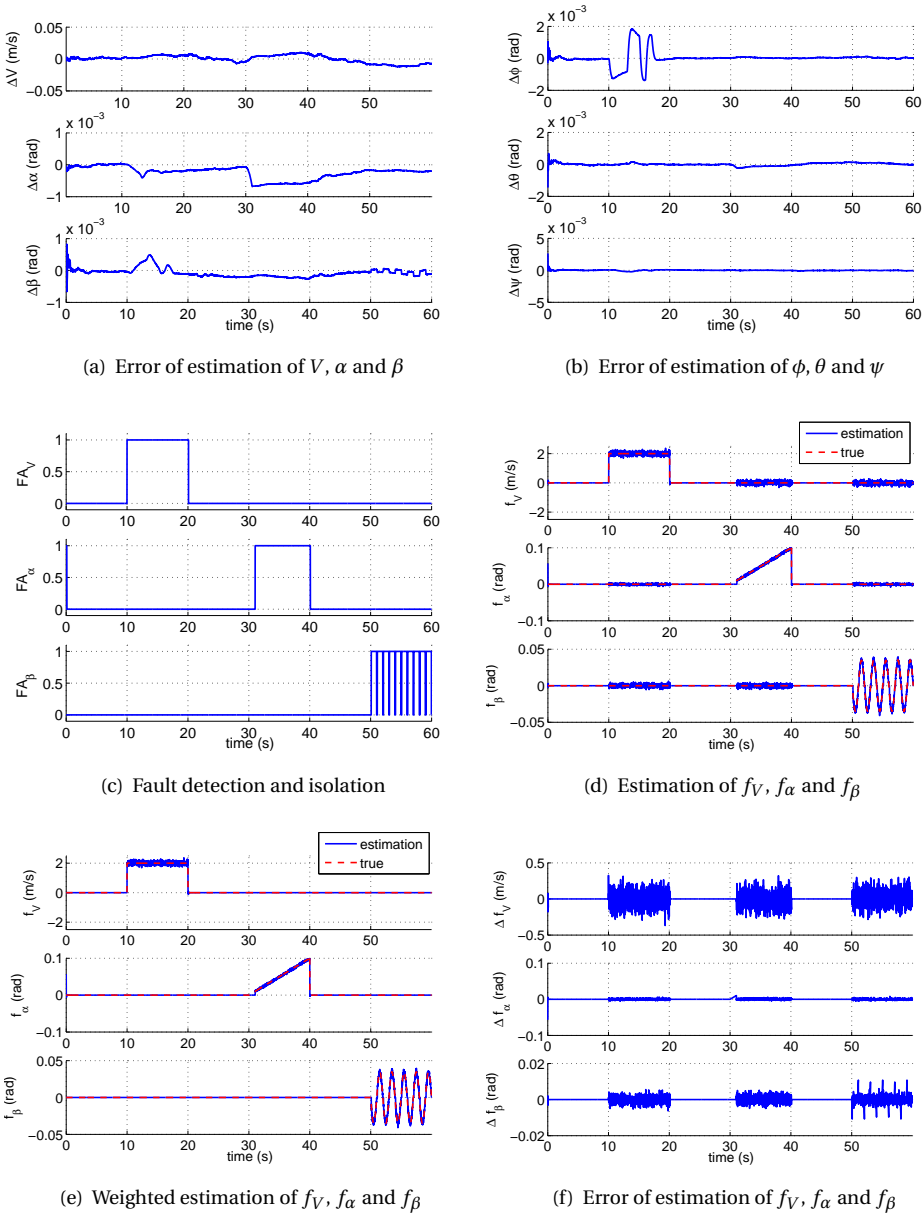 0.05
0
−0.05
ΔV (m/s)
10 20 30 40 50
x 10⁻³
1
0
−1
Δα (rad)
0 10 20 30 40 50
x 10⁻³
1
0
−1
Δβ (rad)
0 10 20 30 40 50 60
time (s)
(a) Error of estimation of V, α and β
x 10⁻³
2
0
−2
Δφ (rad)
0 10 20 30 40 50 60
x 10⁻³
2
0
−2
Δθ (rad)
0 10 20 30 40 50 60
x 10⁻³
5
0
−5
Δψ (rad)
0 10 20 30 40 50 60
time (s)
(b) Error of estimation of ϕ, θ and ψ
1
0.5
0
FA_V
0 10 20 30 40 50 60
1
0.5
0
FA_α
0 10 20 30 40 50 60
1
0.5
0
FA_β
0 10 20 30 40 50 60
time (s)
(c) Fault detection and isolation
estimation
true
2
0
−2
f_V (m/s)
0 10 20 30 40 50
0.1
0
−0.1
f_α (rad)
0 10 20 30 40 50
0.05
0
−0.05
f_β (rad)
0 10 20 30 40 50
time (s)
(d) Estimation of f_V, f_α and f_β
estimation
true
2
0
−2
f_V (m/s)
0 10 20 30 40 50
0.1
0
−0.1
f_α (rad)
0 10 20 30 40 50
0.05
0
−0.05
f_β (rad)
0 10 20 30 40 50
time (s)
(e) Weighted estimation of f_V, f_α and f_β
0.5
0
−0.5
Δ f_V (m/s)
0 10 20 30 40 50
0.1
0
−0.1
Δ f_α (rad)
0 10 20 30 40 50
0.02
0
−0.02
Δ f_β (rad)
0 10 20 30 40 50
time (s)
(f) Error of estimation of f_V, f_α and f_β